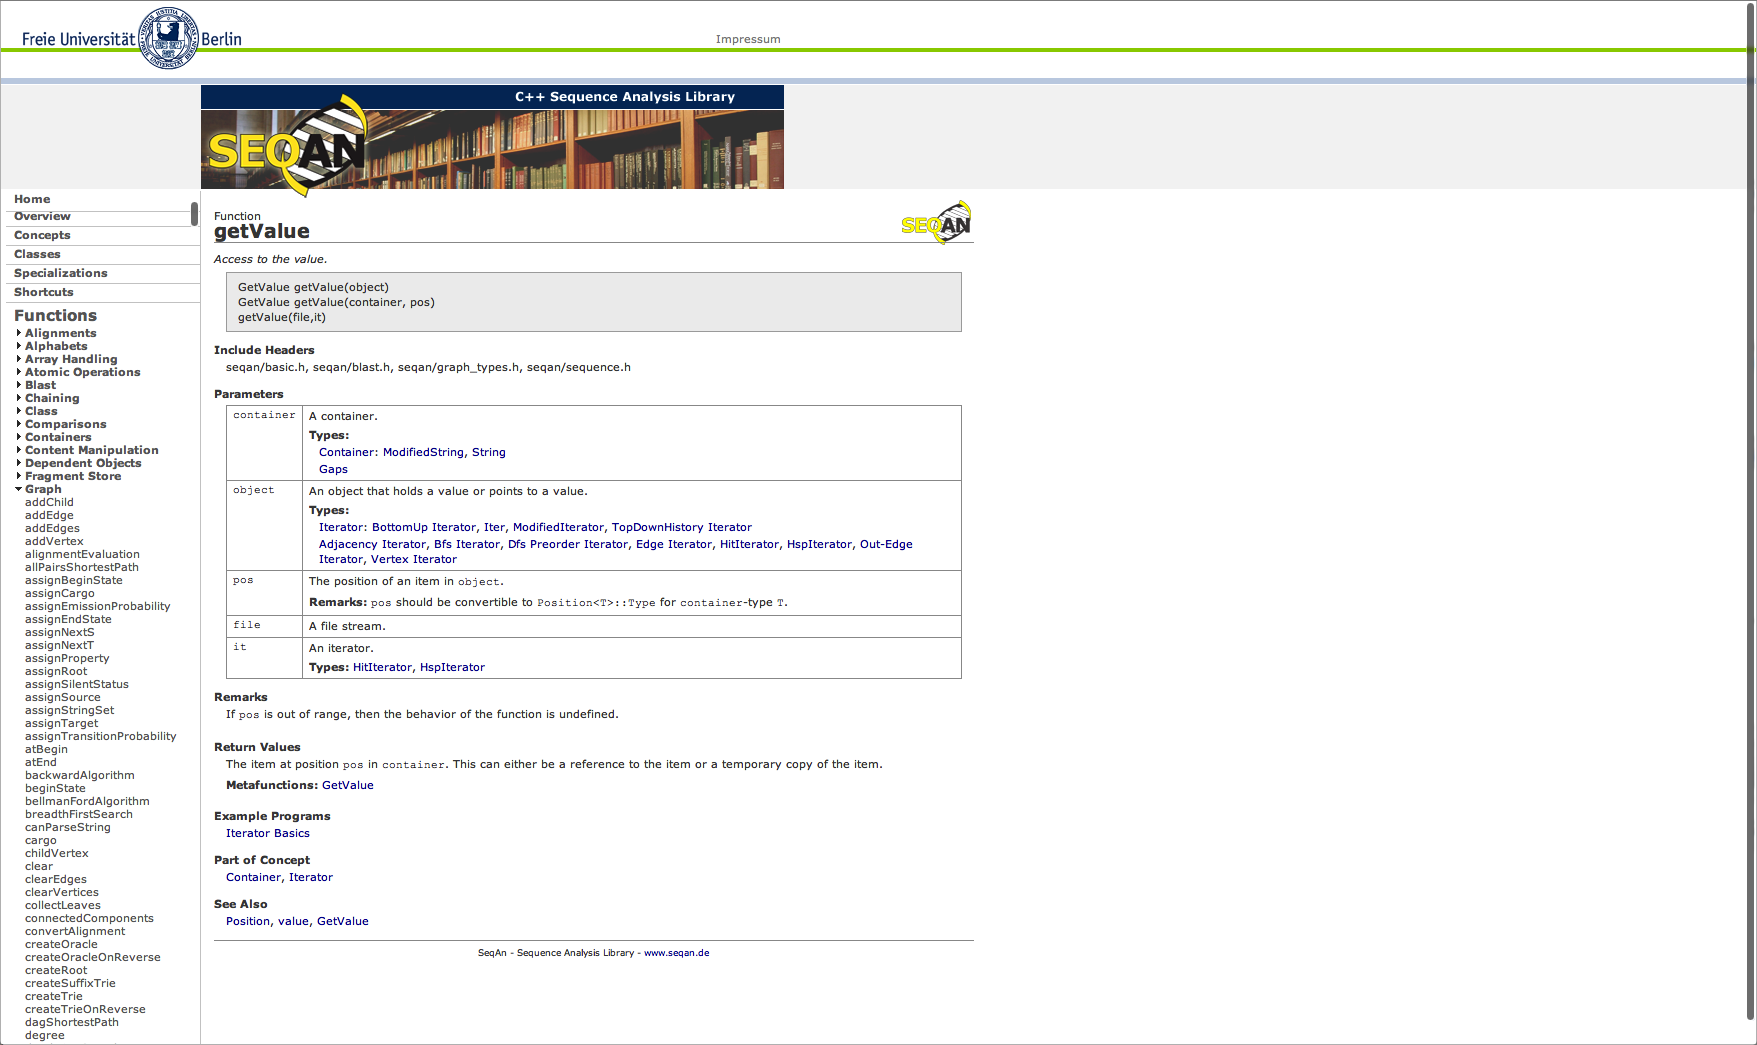 Freie Universität Berlin
Impressum
C++ Sequence Analysis Library
SEQAN
Home
Overview
Concepts
Classes
Specializations
Shortcuts
Functions
Alignments
Alphabets
Array Handling
Atomic Operations
Blast
Chaining
Class
Comparisons
Containers
Content Manipulation
Dependent Objects
Fragment Store
Graph
addChild
addEdge
addEdges
addVertex
alignmentEvaluation
allPairsShortestPath
assignBeginState
assignCargo
assignEmissionProbability
assignEndState
assignNextS
assignNextT
assignProperty
assignRoot
assignSilentStatus
assignSource
assignStringSet
assignTarget
assignTransitionProbability
atBegin
atEnd
backwardAlgorithm
beginState
bellmanFordAlgorithm
breadthFirstSearch
canParseString
cargo
childVertex
clear
clearEdges
clearVertices
collectLeaves
connectedComponents
convertAlignment
createOracle
createOracleOnReverse
createRoot
createSuffixTrie
createTrie
createTrieOnReverse
dagShortestPath
degree
Function
getValue
SEQAN
Access to the value.
GetValue getValue(object)
GetValue getValue(container, pos)
getValue(file,it)
Include Headers
seqan/basic.h, seqan/blast.h, seqan/graph_types.h, seqan/sequence.h
Parameters
container
A container.
Types:
Container: ModifiedString, String
Gaps
object
An object that holds a value or points to a value.
Types:
Iterator: BottomUp Iterator, Iter, ModifiedIterator, TopDownHistory Iterator
Adjacency Iterator, Bfs Iterator, Dfs Preorder Iterator, Edge Iterator, HitIterator, HspIterator, Out-Edge
Iterator, Vertex Iterator
pos
The position of an item in object.
Remarks: pos should be convertible to Position<T>::Type for container-type T.
file
A file stream.
it
An iterator.
Types: HitIterator, HspIterator
Remarks
If pos is out of range, then the behavior of the function is undefined.
Return Values
The item at position pos in container. This can either be a reference to the item or a temporary copy of the item.
Metafunctions: GetValue
Example Programs
Iterator Basics
Part of Concept
Container, Iterator
See Also
Position, value, GetValue
SeqAn - Sequence Analysis Library - www.seqan.de